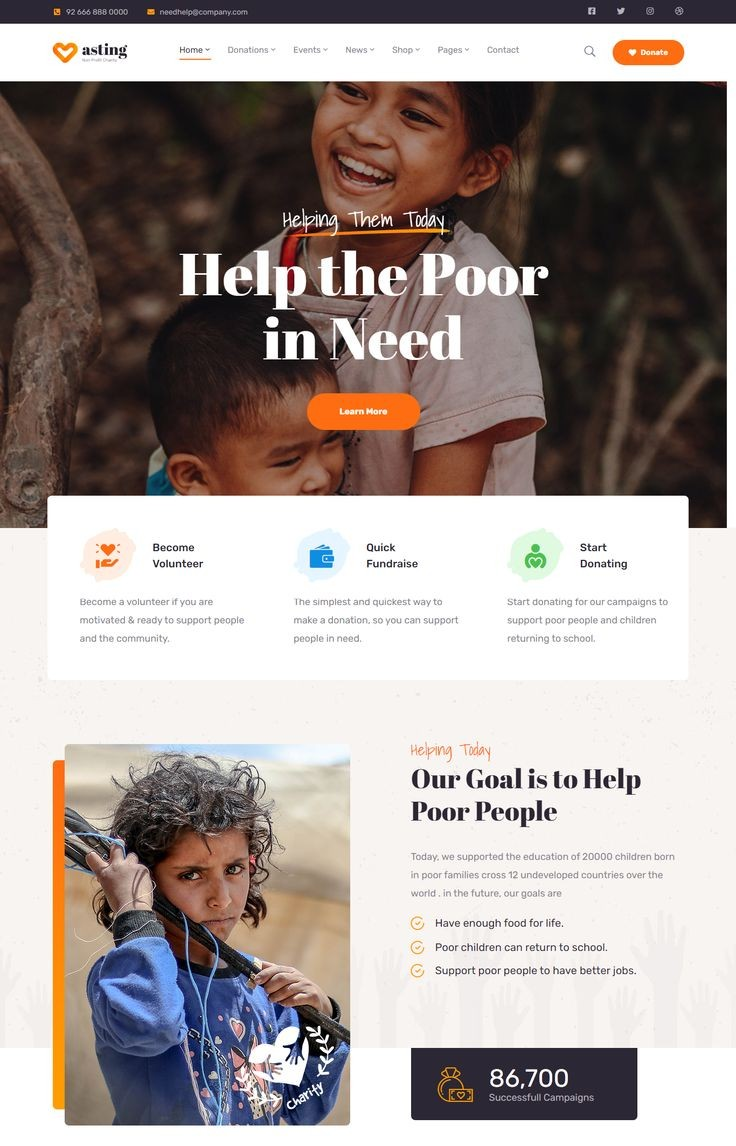 92 666 888 0000 needhelp@company.com
asting
Non Profit Charity
Home Donations Events News Shop Pages Contact
Donate
Helping Them Today
Help the Poor
in Need
Learn More
Become
Volunteer
Become a volunteer if you are
motivated & ready to support people
and the community.
Quick
Fundraise
The simplest and quickest way to
make a donation, so you can support
people in need.
Start
Donating
Start donating for our campaigns to
support poor people and children
returning to school.
Charity
Helping Today
Our Goal is to Help
Poor People
Today, we supported the education of 20000 children born
in poor families cross 12 undeveloped countries over the
world . in the future, our goals are
Have enough food for life.
Poor children can return to school.
Support poor people to have better jobs.
86,700
Successfull Campaigns